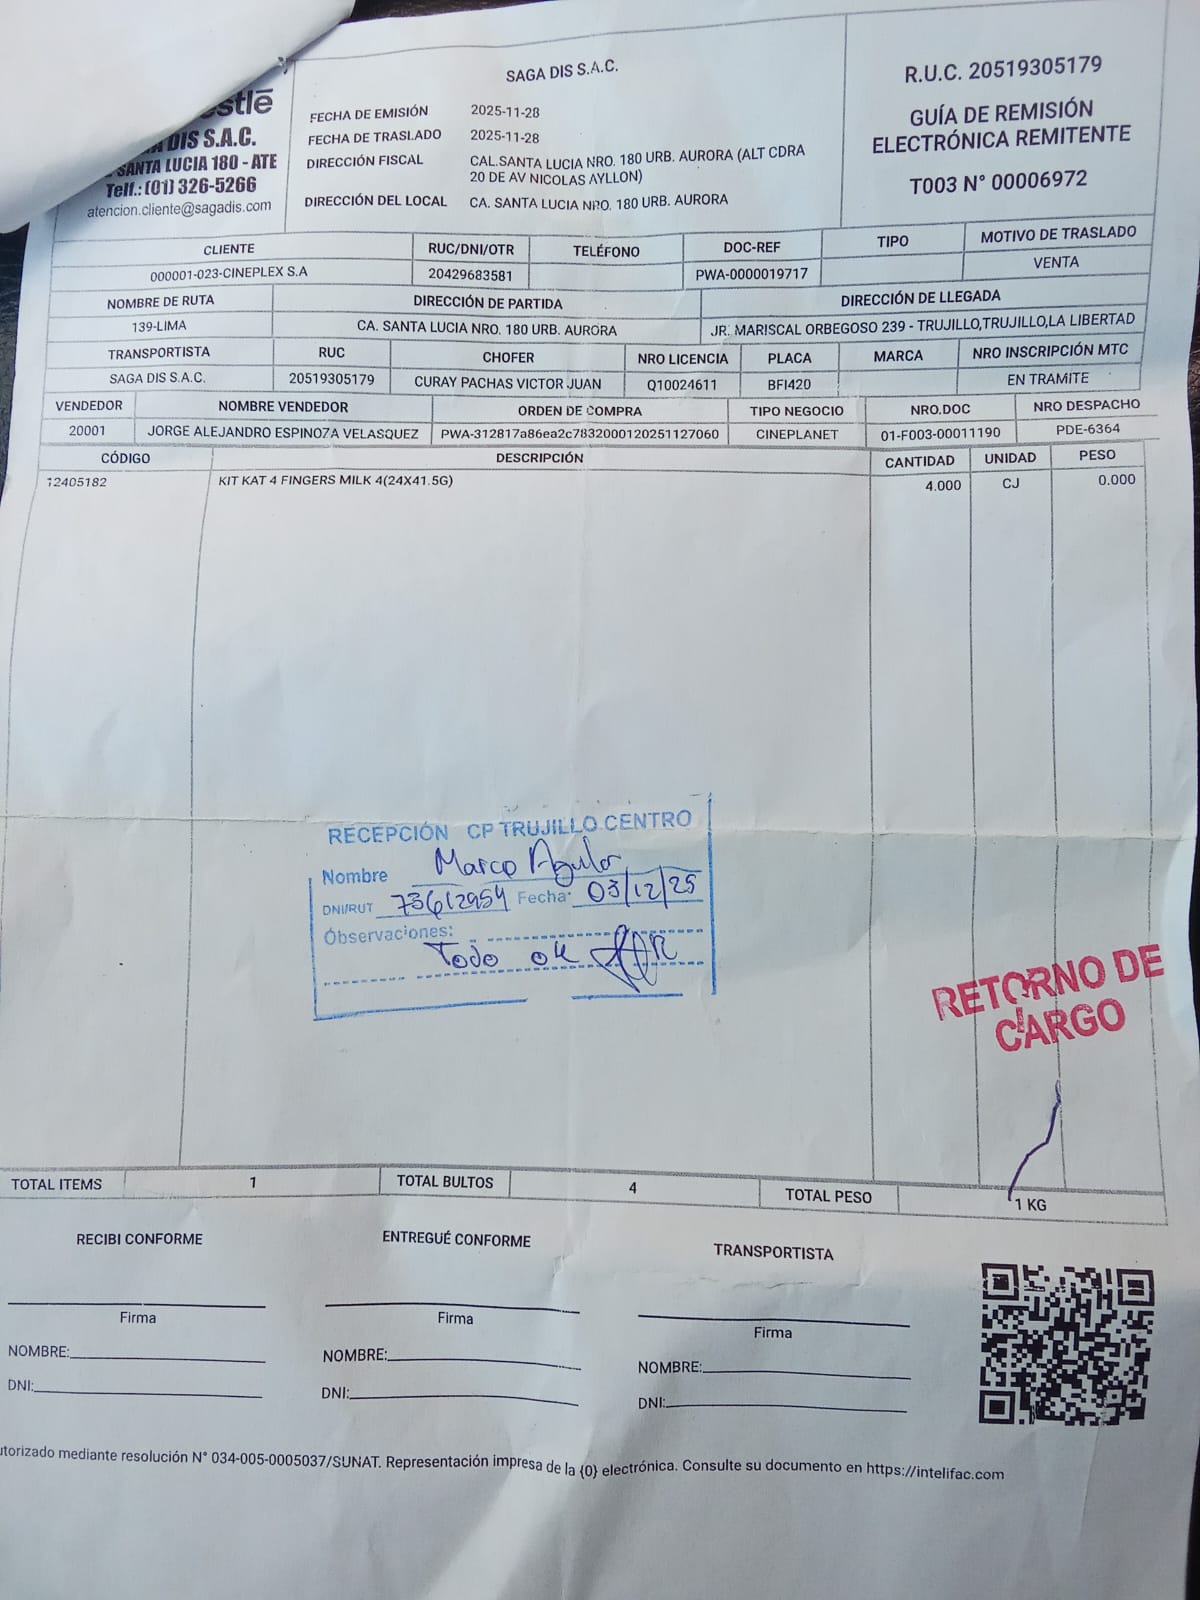 SAGA DIS S.A.C.
R.U.C. 20519305179
GUÍA DE REMISIÓN
ELECTRÓNICA REMITENTE
T003 N° 00006972
stlē
DIS S.A.C.
SANTA LUCIA 180 - ATE
Telf.: (01) 326-5266
atencion.cliente@sagadis.com
FECHA DE EMISIÓN 2025-11-28
FECHA DE TRASLADO 2025-11-28
DIRECCIÓN FISCAL CAL.SANTA LUCIA NRO. 180 URB. AURORA (ALT CDRA
20 DE AV NICOLAS AYLLON)
DIRECCIÓN DEL LOCAL CA. SANTA LUCIA NRO. 180 URB. AURORA
CLIENTE RUC/DNI/OTR TELÉFONO DOC-REF TIPO MOTIVO DE TRASLADO
000001-023-CINEPLEX S.A 20429683581 PWA-0000019717 VENTA
NOMBRE DE RUTA DIRECCIÓN DE PARTIDA DIRECCIÓN DE LLEGADA
139-LIMA CA. SANTA LUCIA NRO. 180 URB. AURORA JR. MARISCAL ORBEGOSO 239 - TRUJILLO,TRUJILLO,LA LIBERTAD
TRANSPORTISTA RUC CHOFER NRO LICENCIA PLACA MARCA NRO INSCRIPCIÓN MTC
SAGA DIS S.A.C. 20519305179 CURAY PACHAS VICTOR JUAN Q10024611 BFI420 EN TRAMITE
VENDEDOR NOMBRE VENDEDOR ORDEN DE COMPRA TIPO NEGOCIO NRO.DOC NRO DESPACHO
20001 JORGE ALEJANDRO ESPINOZA VELASQUEZ PWA-312817a86ea2c7832000120251127060 CINEPLANET 01-F003-00011190 PDE-6364
CÓDIGO DESCRIPCIÓN CANTIDAD UNIDAD PESO
12405182 KIT KAT 4 FINGERS MILK 4(24X41.5G) 4.000 CJ 0.000
RECEPCIÓN CP TRUJILLO CENTRO
Nombre Marco Aguilar
DNI/RUT 73612954 Fecha: 03/12/25
Observaciones:
Todo ok
RETORNO DE
CARGO
TOTAL ITEMS 1 TOTAL BULTOS 4 TOTAL PESO 1 KG
RECIBI CONFORME ENTREGUÉ CONFORME TRANSPORTISTA
Firma Firma Firma
NOMBRE: NOMBRE: NOMBRE:
DNI: DNI: DNI:
utorizado mediante resolución N° 034-005-0005037/SUNAT. Representación impresa de la {0} electrónica. Consulte su documento en https://intelifac.com